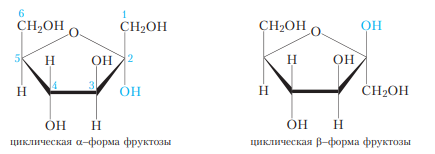 6 1
CH₂OH O CH₂OH CH₂OH O OH
5 H OH 2 H OH
4 3
H OH H CH₂OH
OH H OH H
циклическая α–форма фруктозы циклическая β–форма фруктозы